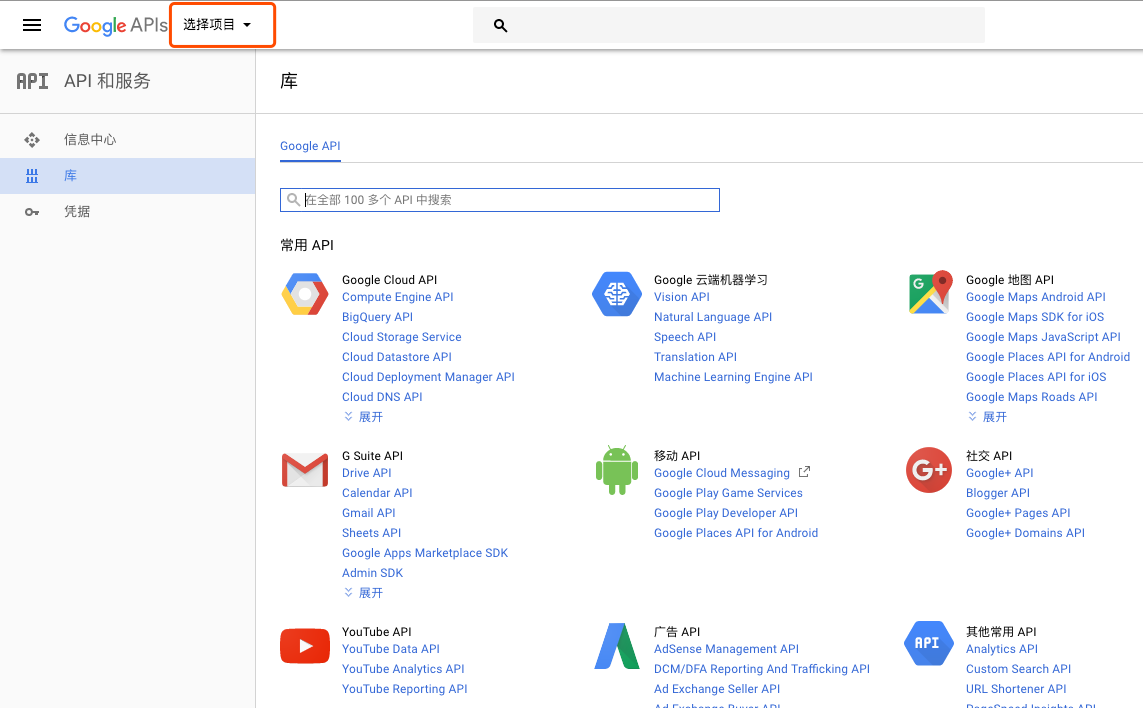 Google APIs 选择项目
API API 和服务
信息中心
库
凭据
库
Google API
在全部 100 多个 API 中搜索
常用 API
Google Cloud API
Compute Engine API
BigQuery API
Cloud Storage Service
Cloud Datastore API
Cloud Deployment Manager API
Cloud DNS API
展开
Google 云端机器学习
Vision API
Natural Language API
Speech API
Translation API
Machine Learning Engine API
G
Google 地图 API
Google Maps Android API
Google Maps SDK for iOS
Google Maps JavaScript API
Google Places API for Android
Google Places API for iOS
Google Maps Roads API
展开
G Suite API
Drive API
Calendar API
Gmail API
Sheets API
Google Apps Marketplace SDK
Admin SDK
展开
移动 API
Google Cloud Messaging
Google Play Game Services
Google Play Developer API
Google Places API for Android
G+
社交 API
Google+ API
Blogger API
Google+ Pages API
Google+ Domains API
YouTube API
YouTube Data API
YouTube Analytics API
YouTube Reporting API
广告 API
AdSense Management API
DCM/DFA Reporting And Trafficking API
Ad Exchange Seller API
Ad Exchange Buyer API
API
其他常用 API
Analytics API
Custom Search API
URL Shortener API
PageSpeed Insights API